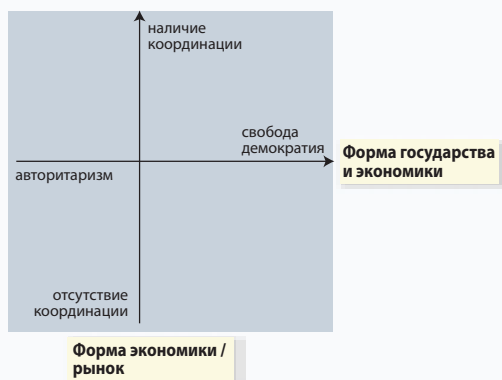 наличие
координации
свобода
демократия
Форма государства
и экономики
авторитаризм
отсутствие
координации
Форма экономики /
рынок